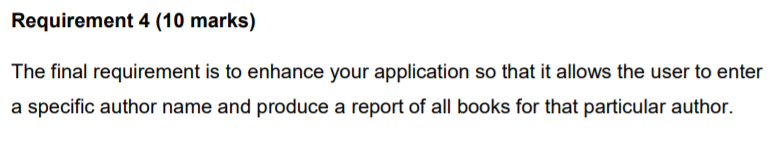 Requirement 4 (10 marks)
The final requirement is to enhance your application so that it allows the user to enter
a specific author name and produce a report of all books for that particular author.